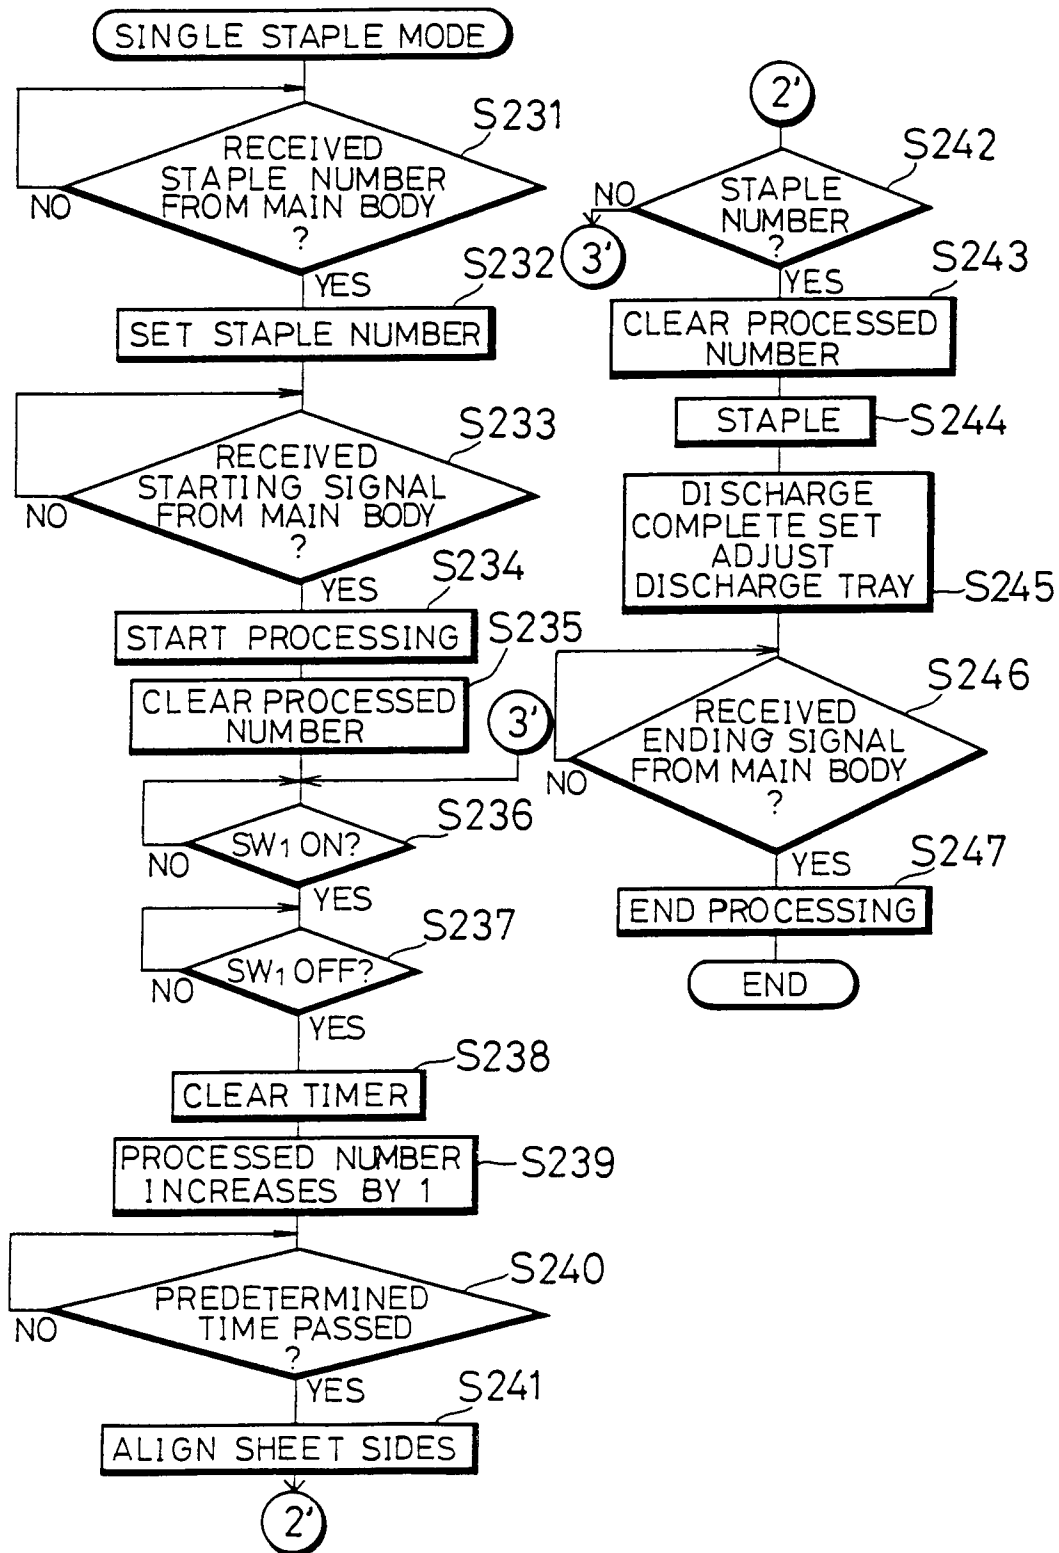 SINGLE STAPLE MODE
S231
RECEIVED
STAPLE NUMBER
FROM MAIN BODY
?
NO
YES
S232
SET STAPLE NUMBER
S233
RECEIVED
STARTING SIGNAL
FROM MAIN BODY
?
NO
YES
S234
START PROCESSING
S235
CLEAR PROCESSED
NUMBER
3'
S236
SW1 ON?
NO
YES
S237
SW1 OFF?
NO
YES
S238
CLEAR TIMER
PROCESSED NUMBER
INCREASES BY 1
S239
S240
PREDETERMINED
TIME PASSED
?
NO
YES
S241
ALIGN SHEET SIDES
2'
2'
S242
STAPLE
NUMBER
?
NO
3'
YES
S243
CLEAR PROCESSED
NUMBER
STAPLE
S244
DISCHARGE
COMPLETE SET
ADJUST
DISCHARGE TRAY
S245
S246
RECEIVED
ENDING SIGNAL
FROM MAIN BODY
?
NO
YES
S247
END PROCESSING
END